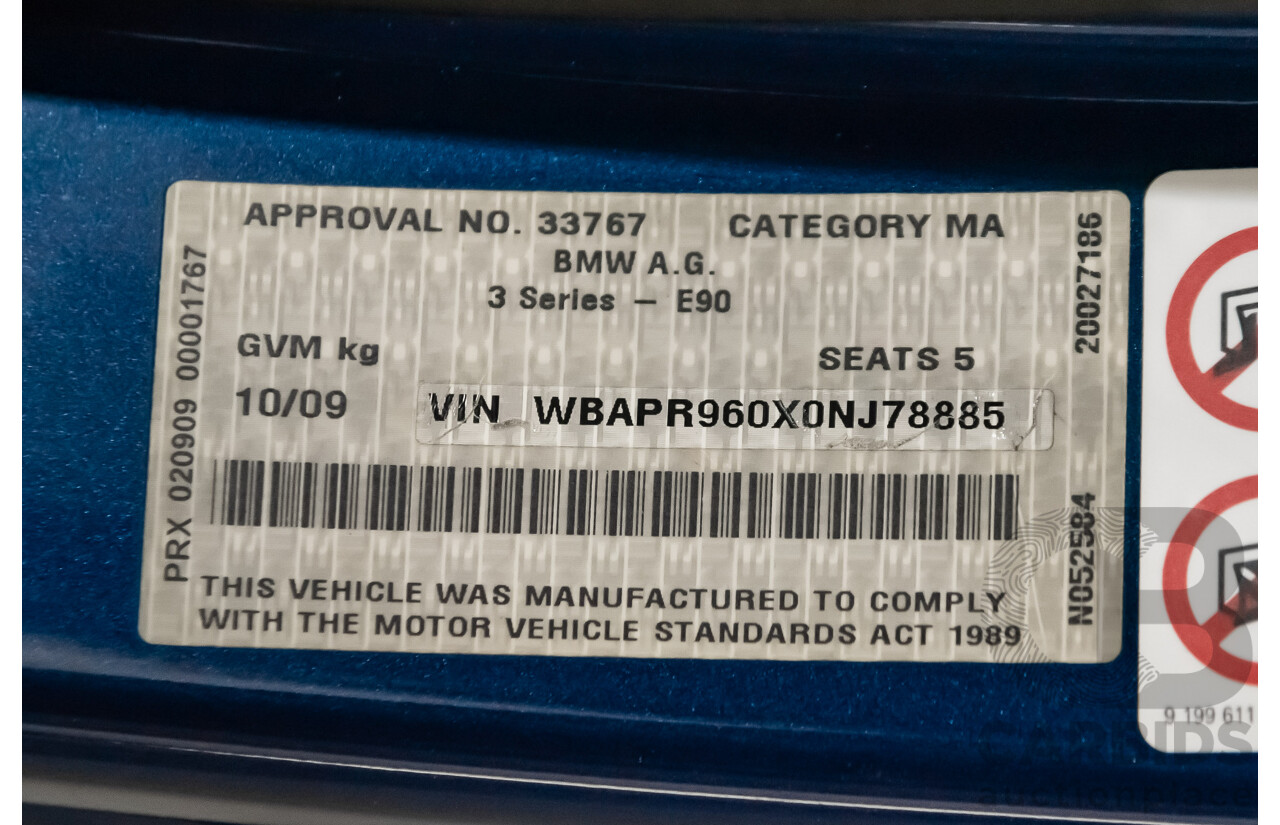 APPROVAL NO. 33767 CATEGORY MA
BMW A.G.
3 Series — E90
GVM kg SEATS 5
10/09 VIN WBAPR960X0NJ78885
THIS VEHICLE WAS MANUFACTURED TO COMPLY
WITH THE MOTOR VEHICLE STANDARDS ACT 1989
PRX 020909 00001767
20027186
N052584
9 199 611
CARBIDS